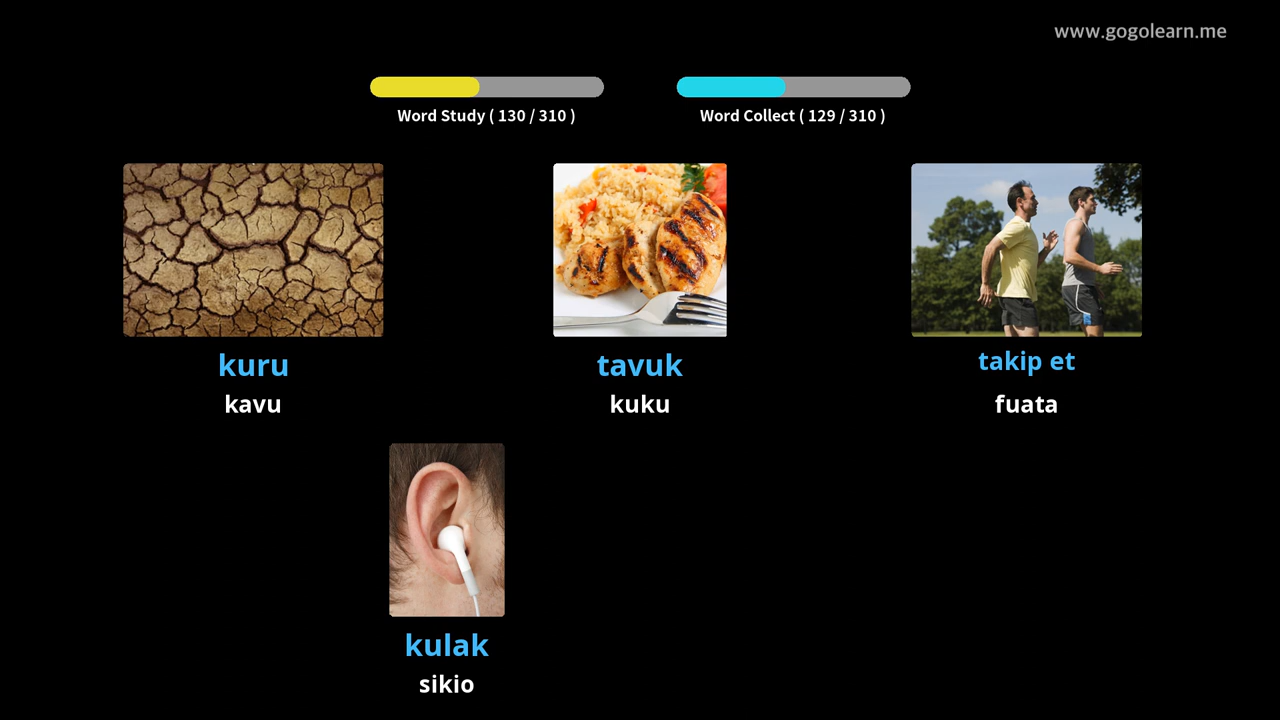 www.gogolearn.me
Word Study ( 130 / 310 )
Word Collect ( 129 / 310 )
kuru
kavu
tavuk
kuku
takip et
fuata
kulak
sikio